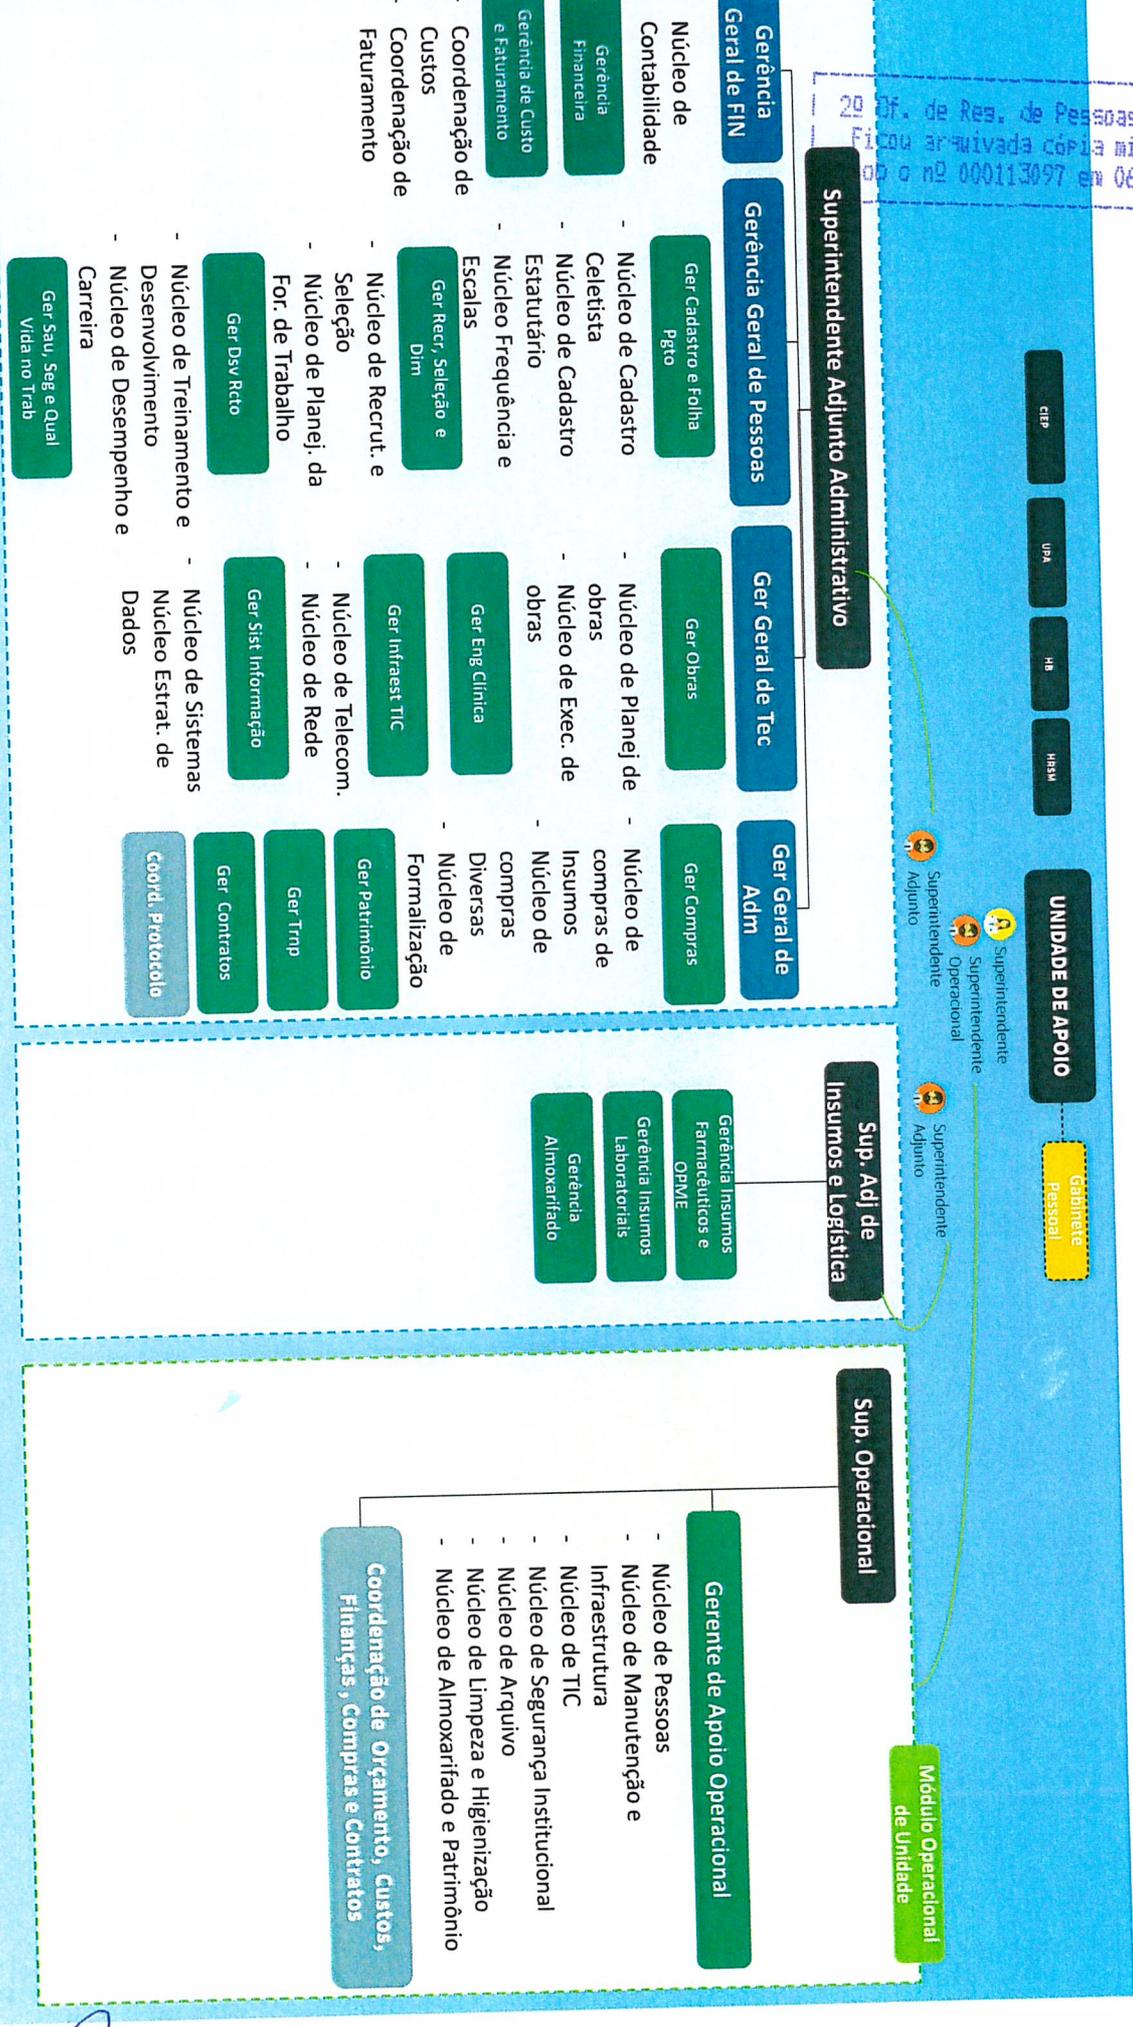 2º Of. de Reg. de Pessoas
Ficou arquivada cópia mi
sob o nº 000113097 em 06
CIEP
UPA
HB
HRSM
UNIDADE DE APOIO
Gabinete
Pessoal
Superintendente
Superintendente
Operacional
Superintendente
Adjunto
Superintendente
Adjunto
Módulo Operacional
de Unidade
Superintendente Adjunto Administrativo
Gerência
Geral de FIN
Núcleo de
Contabilidade
Gerência
Financeira
Gerência de Custo
e Faturamento
- Coordenação de
Custos
- Coordenação de
Faturamento
Gerência Geral de Pessoas
Ger Cadastro e Folha
Pgto
- Núcleo de Cadastro
Celetista
- Núcleo de Cadastro
Estatutário
- Núcleo Frequência e
Escalas
Ger Recr, Seleção e
Dim
- Núcleo de Recrut. e
Seleção
- Núcleo de Planej. da
For. de Trabalho
Ger Dsv Rcto
- Núcleo de Treinamento e
Desenvolvimento
- Núcleo de Desempenho e
Carreira
Ger Sau, Seg e Qual
Vida no Trab
Ger Geral de Tec
Ger Obras
- Núcleo de Planej de
obras
- Núcleo de Exec. de
obras
Ger Eng Clínica
Ger Infraest TIC
- Núcleo de Telecom.
- Núcleo de Rede
Ger Sist Informação
- Núcleo de Sistemas
Núcleo Estrat. de
Dados
Ger Geral de
Adm
Ger Compras
- Núcleo de
compras de
Insumos
- Núcleo de
compras
Diversas
- Núcleo de
Formalização
Ger Patrimônio
Ger Trnp
Ger Contratos
Coord. Protocolo
Sup. Adj de
Insumos e Logística
Gerência Insumos
Farmacêuticos e
OPME
Gerência Insumos
Laboratoriais
Gerência
Almoxarifado
Sup. Operacional
Gerente de Apoio Operacional
- Núcleo de Pessoas
- Núcleo de Manutenção e
Infraestrutura
- Núcleo de TIC
- Núcleo de Segurança Institucional
- Núcleo de Arquivo
- Núcleo de Limpeza e Higienização
- Núcleo de Almoxarifado e Patrimônio
Coordenação de Orçamento, Custos,
Finanças , Compras e Contratos